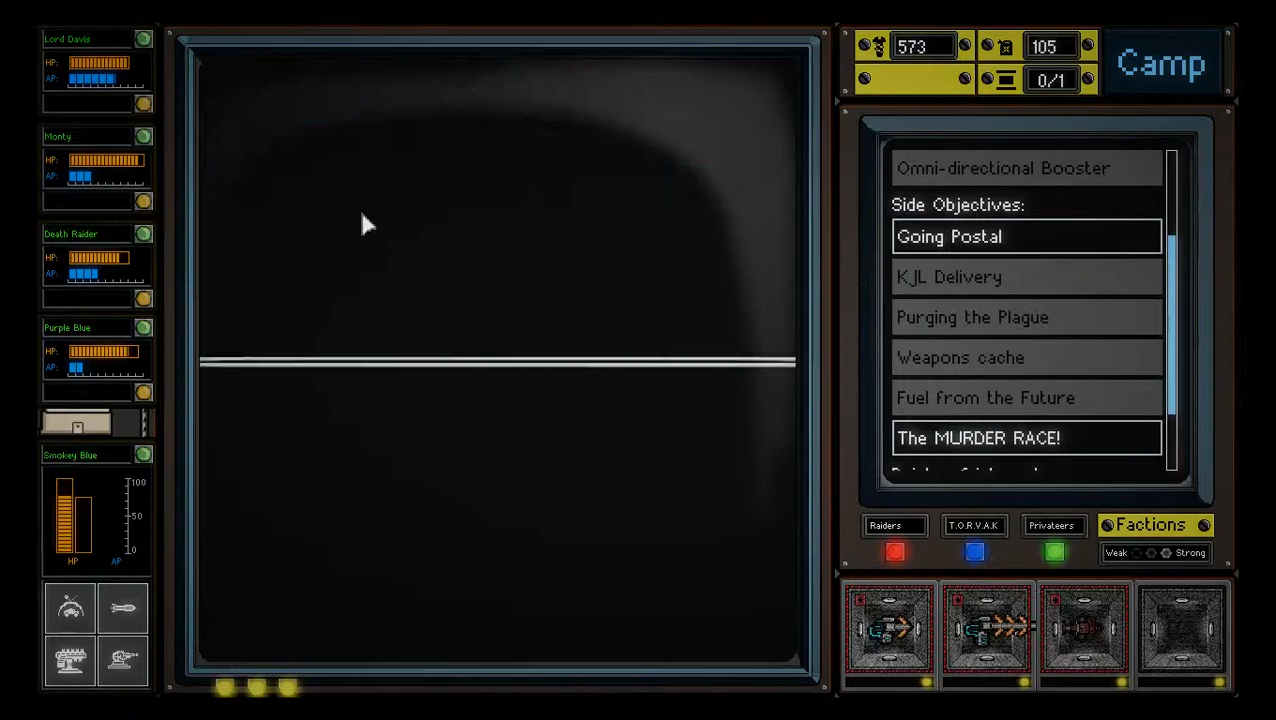 Lord Davis
HP:
AP:
Monty
HP:
AP:
Death Raider
HP:
AP:
Purple Blue
HP:
AP:
Smokey Blue
100
50
0
HP
AP
573
105
0/1
Camp
Omni-directional Booster
Side Objectives:
Going Postal
KJL Delivery
Purging the Plague
Weapons cache
Fuel from the Future
The MURDER RACE!
Raiders
T.O.R.V.A.K
Privateers
Factions
Weak
Strong